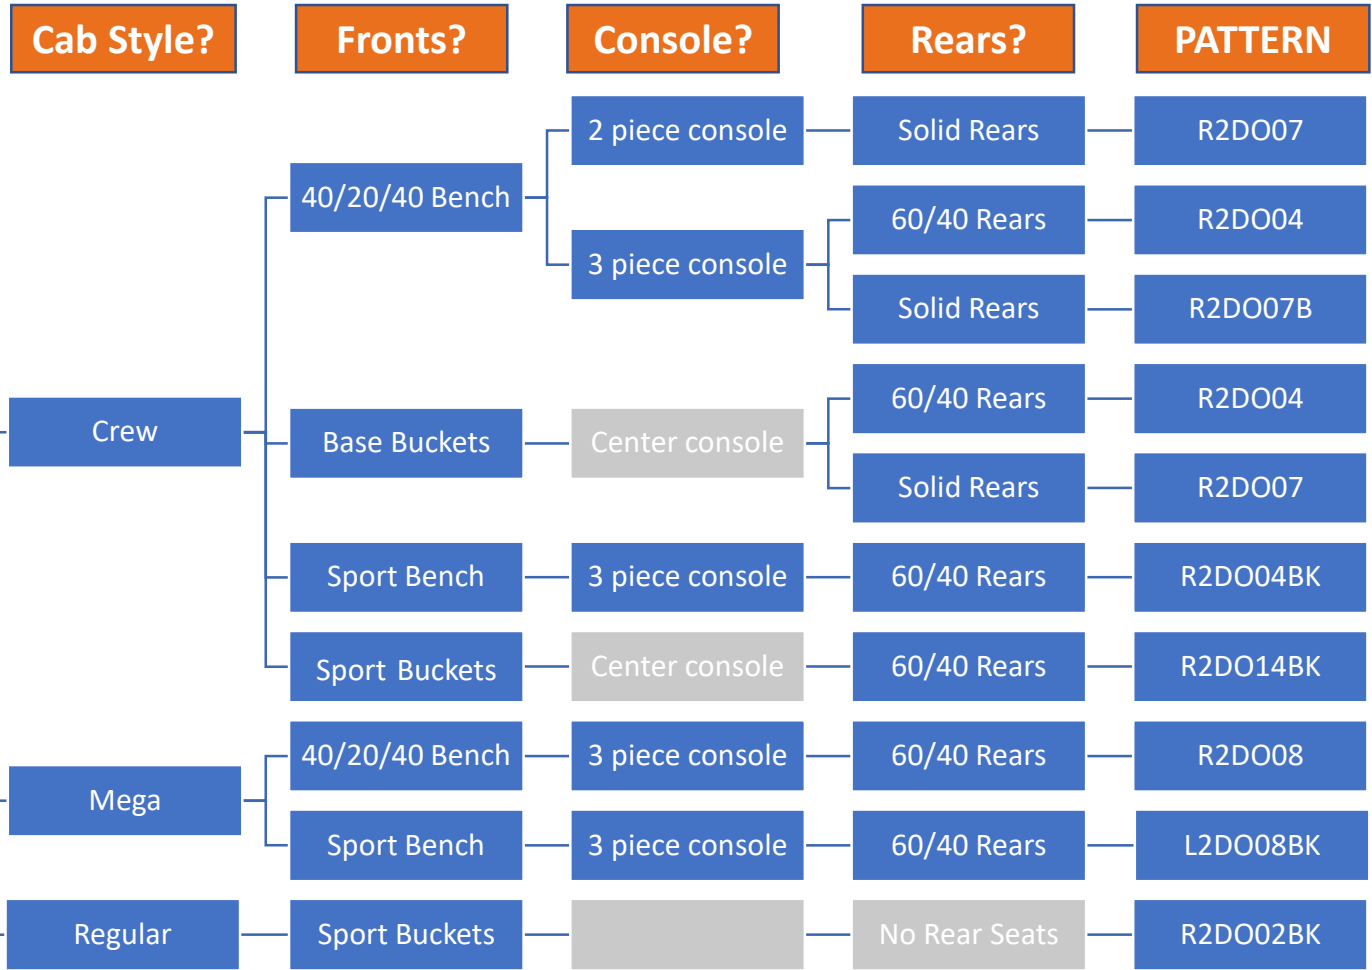 Cab Style? Fronts? Console? Rears? PATTERN
2 piece console Solid Rears R2DO07
40/20/40 Bench
60/40 Rears R2DO04
3 piece console
Solid Rears R2DO07B
60/40 Rears R2DO04
Crew Base Buckets Center console
Solid Rears R2DO07
Sport Bench 3 piece console 60/40 Rears R2DO04BK
Sport Buckets Center console 60/40 Rears R2DO14BK
40/20/40 Bench 3 piece console 60/40 Rears R2DO08
Mega
Sport Bench 3 piece console 60/40 Rears L2DO08BK
Regular Sport Buckets No Rear Seats R2DO02BK